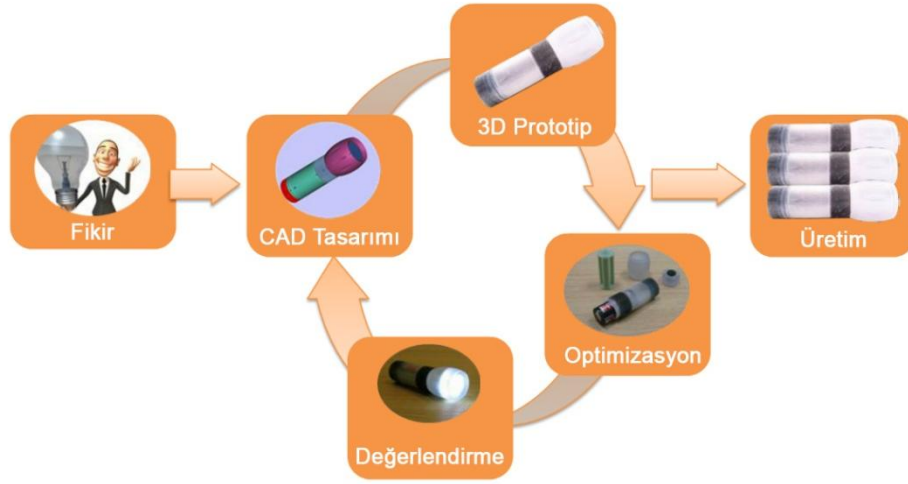 Fikir
CAD Tasarımı
3D Prototip
Optimizasyon
Değerlendirme
Üretim